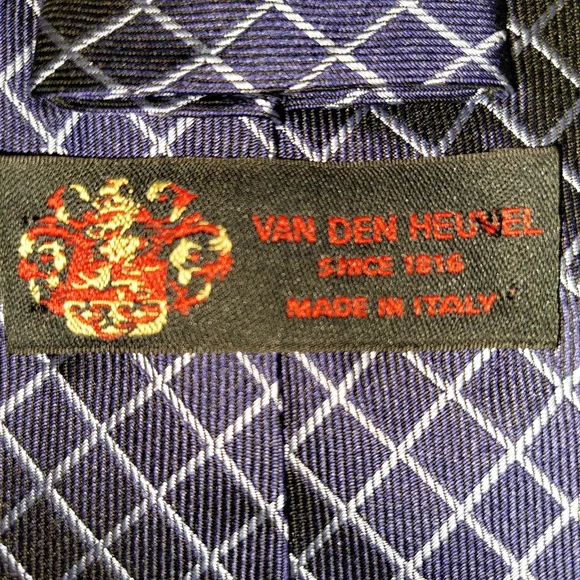 VAN DEN HEUVEL
SINCE 1816
MADE IN ITALY